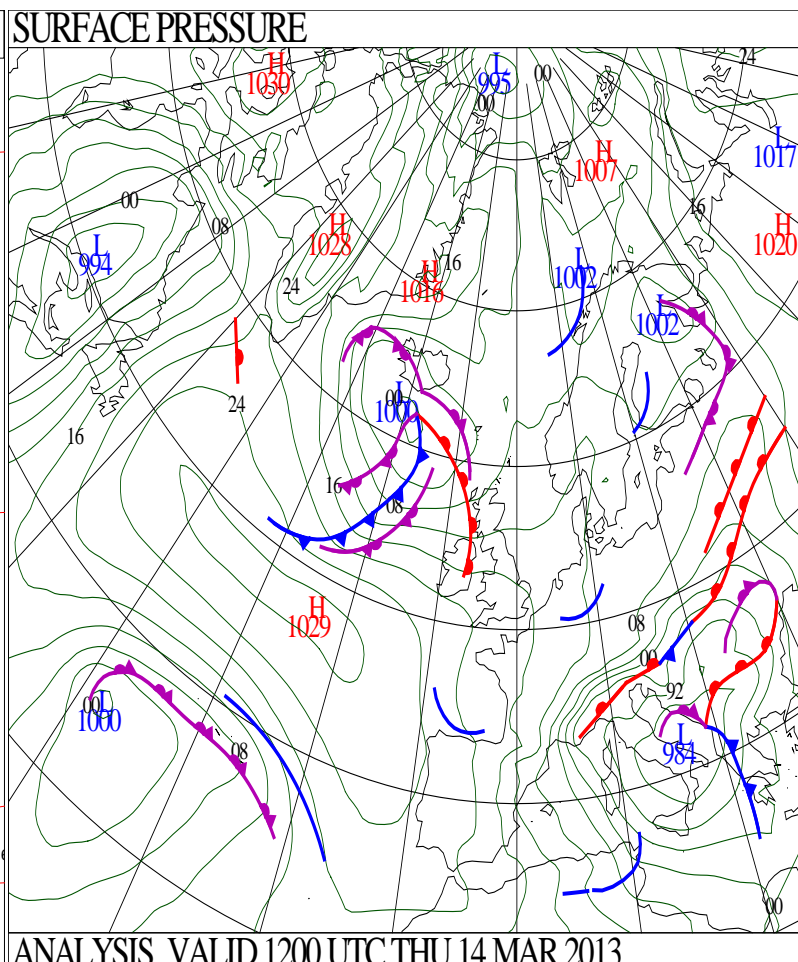 SURFACE PRESSURE
H
1030
L
995
00
00
24
H
1007
L
1017
00
08
16
H
1028
H
1016
16
H
1020
L
994
24
L
1002
L
1002
24
00
L
1000
16
16
08
H
1029
08
00
92
00
L
1000
08
L
984
00
ANALYSIS VALID 1200 UTC THU 14 MAR 2013